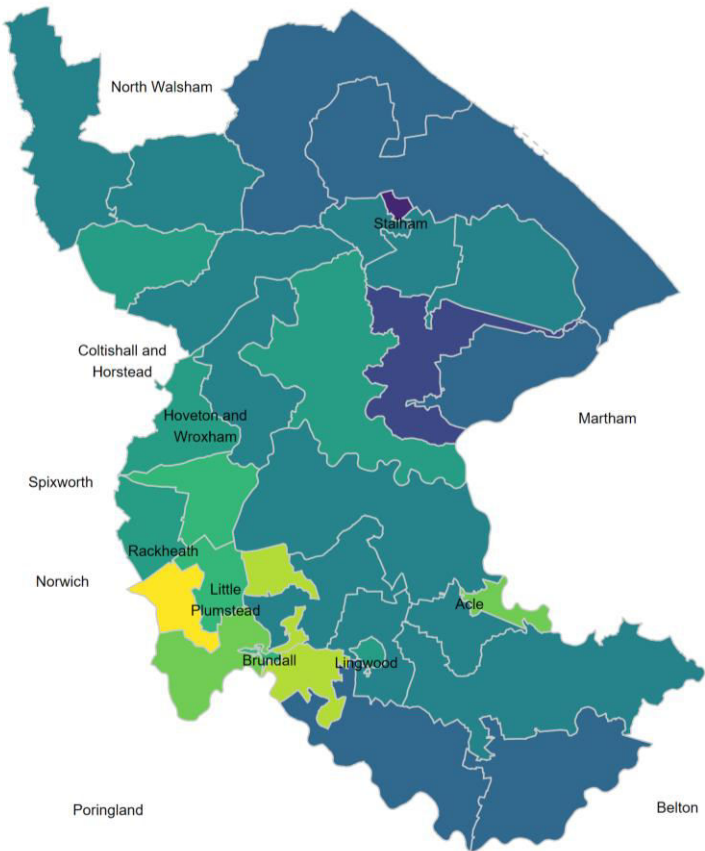 North Walsham
Stalham
Coltishall and
Horstead
Hoveton and
Wroxham
Martham
Spixworth
Rackheath
Norwich
Little
Plumstead
Acle
Brundall
Lingwood
Poringland
Belton